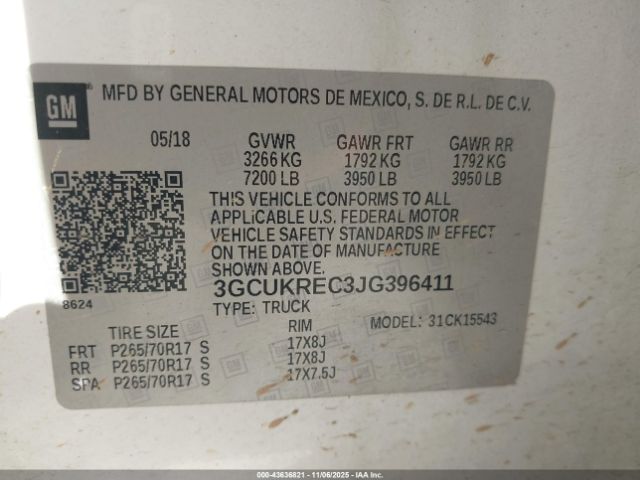 GM
MFD BY GENERAL MOTORS DE MEXICO, S. DE R.L. DE C.V.
05/18 GVWR GAWR FRT GAWR RR
3266 KG 1792 KG 1792 KG
7200 LB 3950 LB 3950 LB
THIS VEHICLE CONFORMS TO ALL
APPLICABLE U.S. FEDERAL MOTOR
VEHICLE SAFETY STANDARDS IN EFFECT
ON THE DATE OF MANUFACTURE
SHOWN ABOVE.
8624
3GCUKREC3JG396411
TYPE: TRUCK
MODEL: 31CK15543
TIRE SIZE RIM
FRT P265/70R17 S 17X8J
RR P265/70R17 S 17X8J
SPA P265/70R17 S 17X7.5J
000-43636821 - 11/06/2025 - IAA Inc.